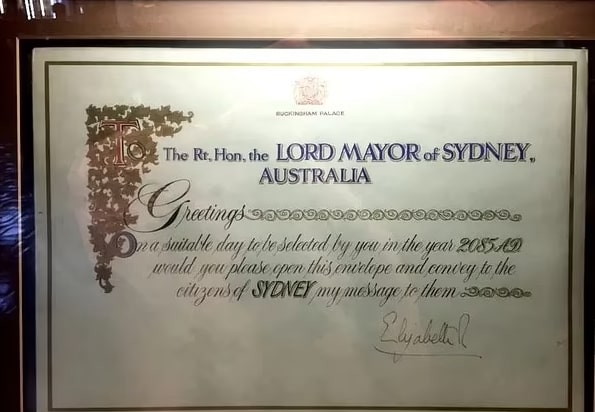 BUCKINGHAM PALACE
To The Rt. Hon. the LORD MAYOR of SYDNEY,
AUSTRALIA
Greetings
On a suitable day to be selected by you in the year 2085 A.D
would you please open this envelope and convey to the
citizens of SYDNEY my message to them
Elizabeth R